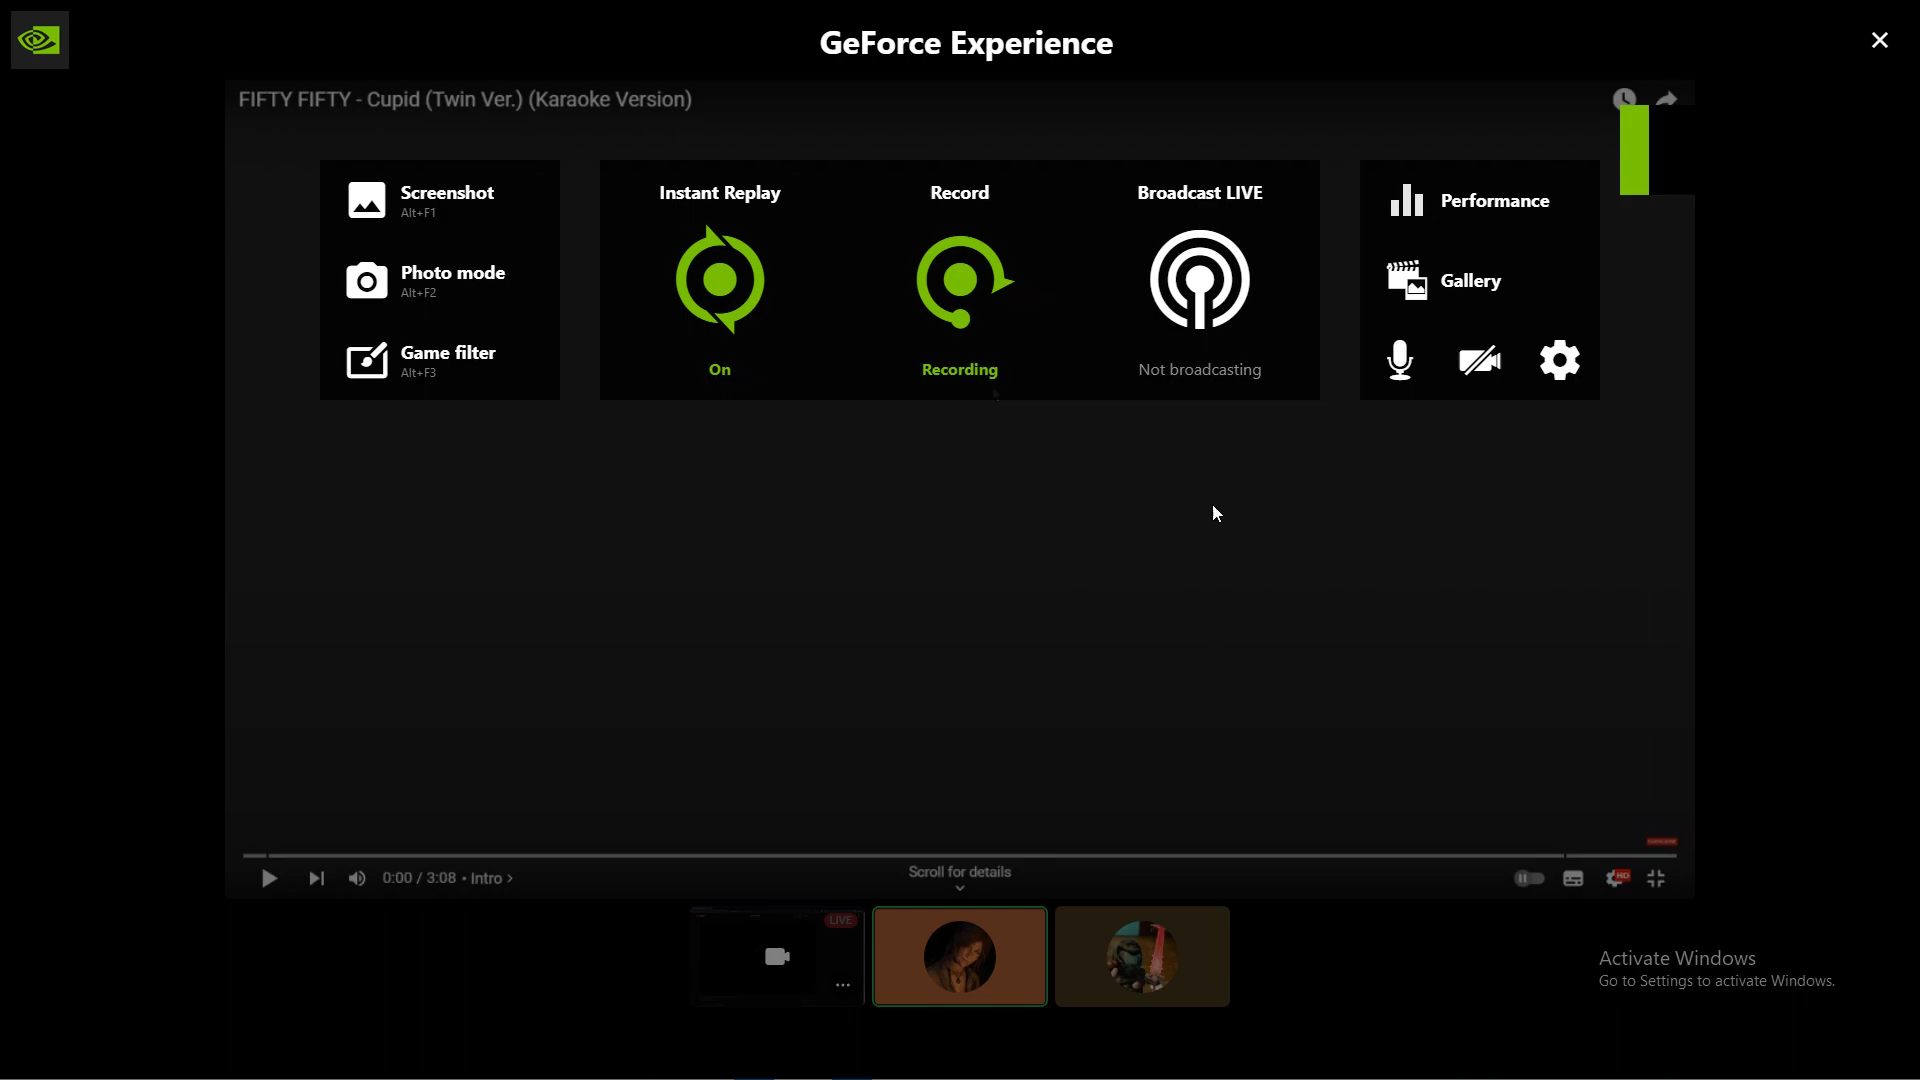 GeForce Experience
FIFTY FIFTY - Cupid (Twin Ver.) (Karaoke Version)
Screenshot
Alt+F1
Photo mode
Alt+F2
Game filter
Alt+F3
Instant Replay
On
Record
Recording
Broadcast LIVE
Not broadcasting
Performance
Gallery
0:00 / 3:08 • Intro
Scroll for details
HD
LIVE
Activate Windows
Go to Settings to activate Windows.